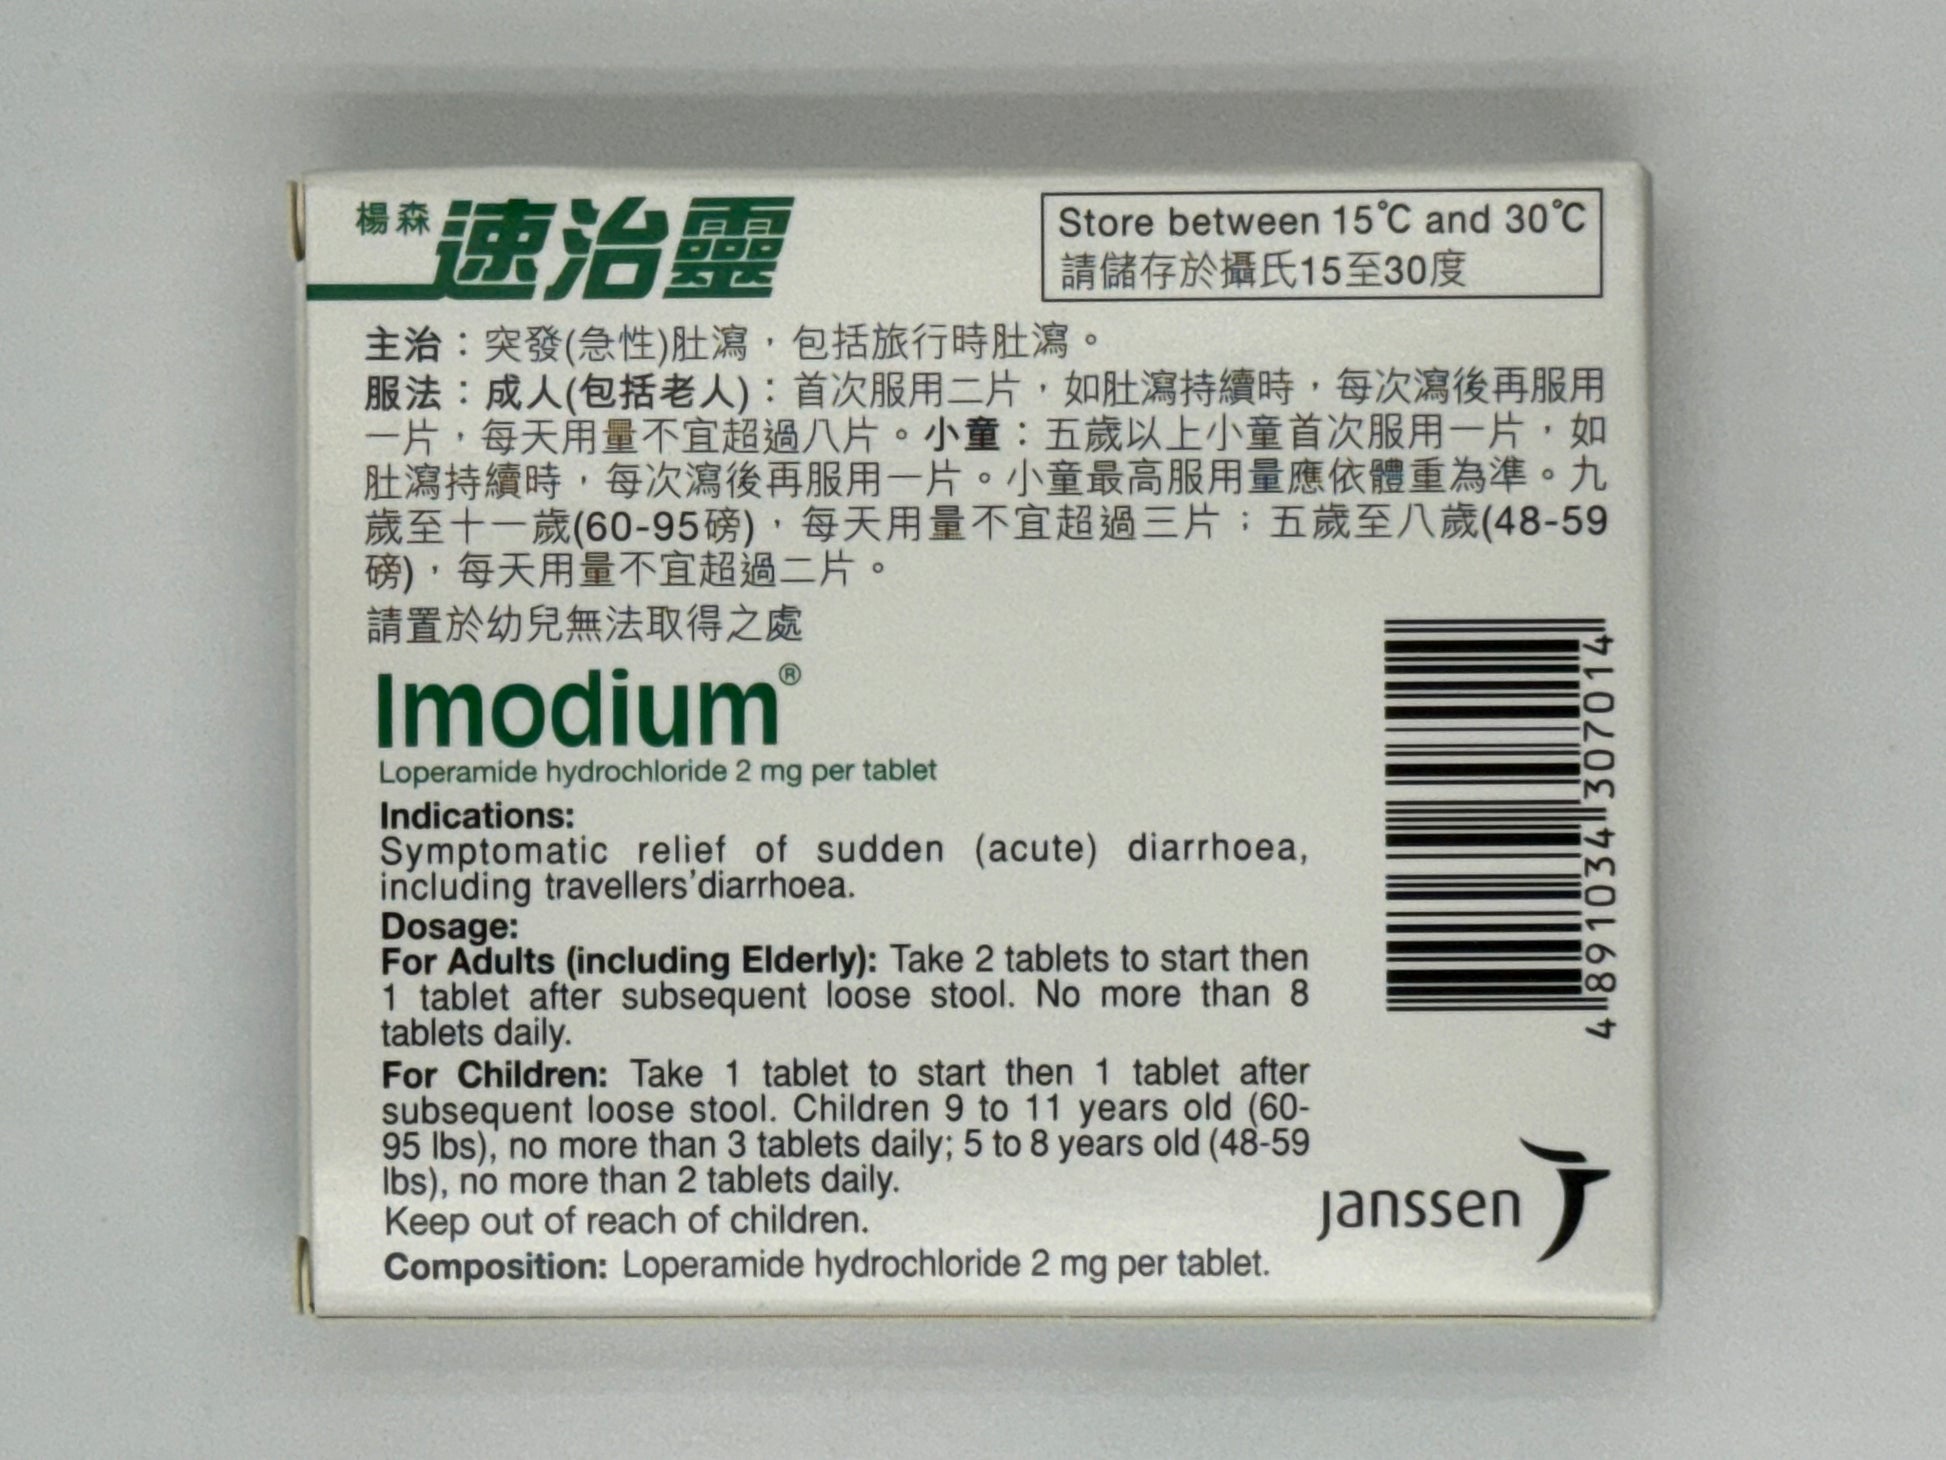 楊森 速治靈
Store between 15℃ and 30℃
請儲存於攝氏15至30度
主治：突發(急性)肚瀉，包括旅行時肚瀉。
服法：成人(包括老人)：首次服用二片，如肚瀉持續時，每次瀉後再服用
一片，每天用量不宜超過八片。小童：五歲以上小童首次服用一片，如
肚瀉持續時，每次瀉後再服用一片。小童最高服用量應依體重為準。九
歲至十一歲(60-95磅)，每天用量不宜超過三片；五歲至八歲(48-59
磅)，每天用量不宜超過二片。
請置於幼兒無法取得之處
Imodium®
Loperamide hydrochloride 2 mg per tablet
Indications:
Symptomatic relief of sudden (acute) diarrhoea,
including travellers'diarrhoea.
Dosage:
For Adults (including Elderly): Take 2 tablets to start then
1 tablet after subsequent loose stool. No more than 8
tablets daily.
For Children: Take 1 tablet to start then 1 tablet after
subsequent loose stool. Children 9 to 11 years old (60-
95 lbs), no more than 3 tablets daily; 5 to 8 years old (48-59
lbs), no more than 2 tablets daily.
Keep out of reach of children.
Composition: Loperamide hydrochloride 2 mg per tablet.
4 891034 307014
janssen